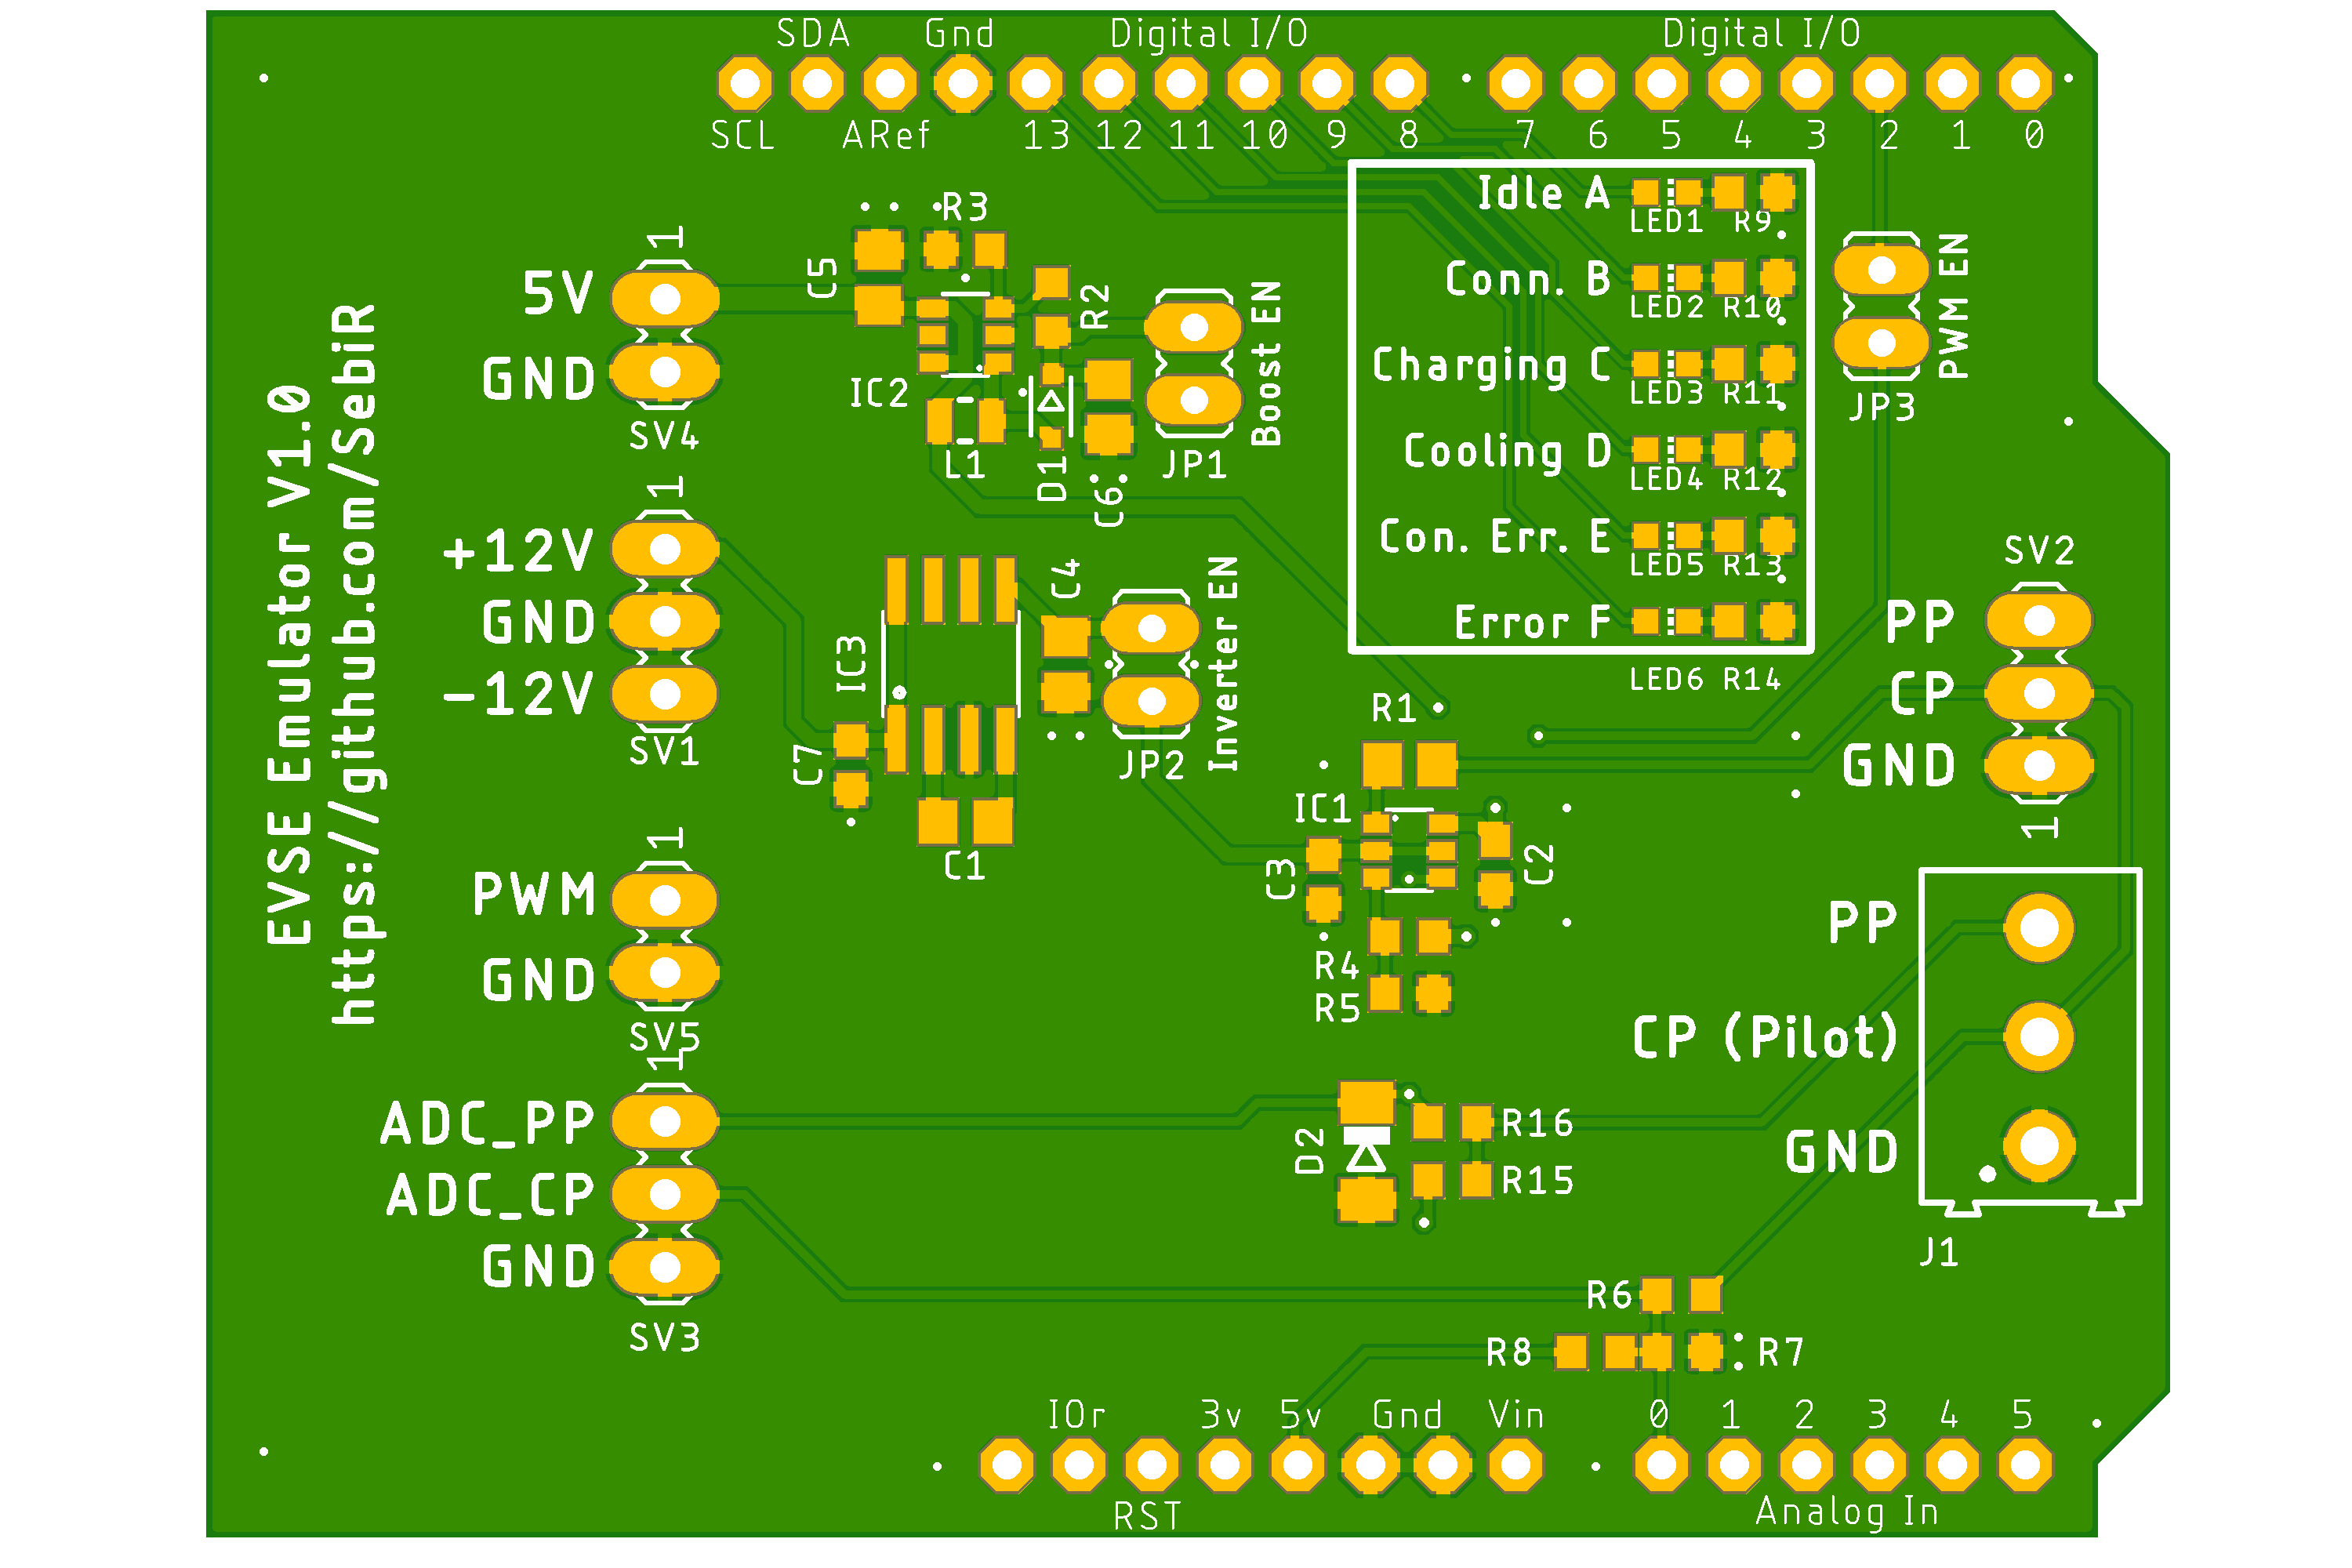 SDA Gnd Digital I/O Digital I/O
SCL ARef 13 12 11 10 9 8 7 6 5 4 3 2 1 0
EVSE Emulator V1.0
https://github.com/SebiR
1
5V
GND
SV4
1
+12V
GND
-12V
SV1
1
PWM
GND
SV5
1
ADC_PP
ADC_CP
GND
SV3
R3
C5
R2
IC2
L1
D1
C6
JP1
Boost EN
C4
IC3
C7
C1
JP2
Inverter EN
Idle A
LED1 R9
Conn. B
LED2 R10
Charging C
LED3 R11
Cooling D
LED4 R12
Con. Err. E
LED5 R13
Error F
LED6 R14
PWM EN
JP3
SV2
PP
CP
GND
1
R1
IC1
C3
C2
R4
R5
PP
CP (Pilot)
GND
J1
D2
R16
R15
R6
R8
R7
IOr 3v 5v Gnd Vin 0 1 2 3 4 5
RST Analog In